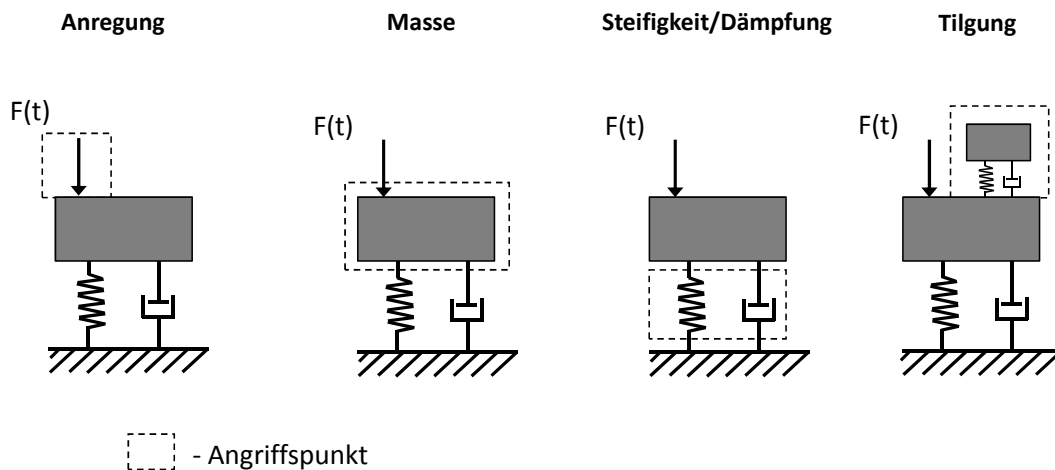 Anregung Masse Steifigkeit/Dämpfung Tilgung
F(t) F(t) F(t) F(t)
- Angriffspunkt